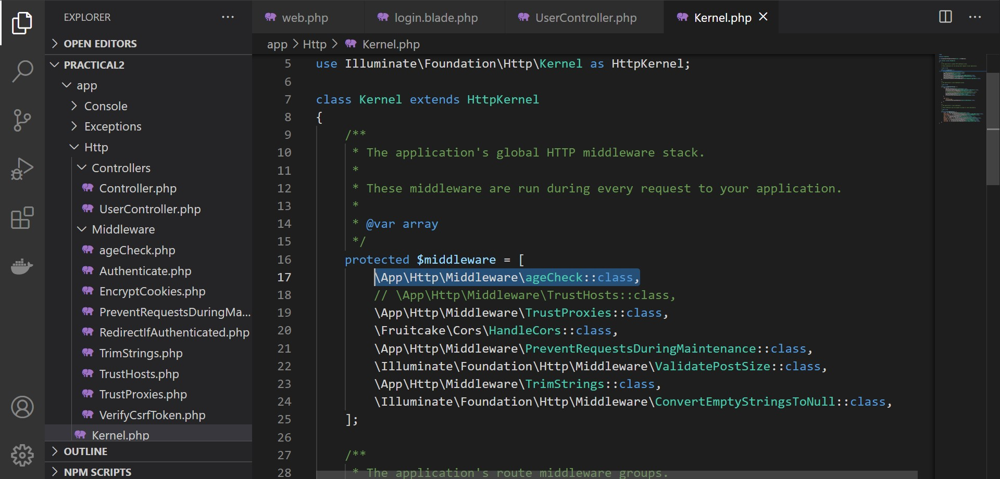 EXPLORER
OPEN EDITORS
PRACTICAL2
app
Console
Exceptions
Http
Controllers
Controller.php
UserController.php
Middleware
ageCheck.php
Authenticate.php
EncryptCookies.php
PreventRequestsDuringMa...
RedirectIfAuthenticated.php
TrimStrings.php
TrustHosts.php
TrustProxies.php
VerifyCsrfToken.php
Kernel.php
OUTLINE
NPM SCRIPTS
web.php login.blade.php UserController.php Kernel.php
app > Http > Kernel.php
5 use Illuminate\Foundation\Http\Kernel as HttpKernel;
6
7 class Kernel extends HttpKernel
8 {
9 /**
10 * The application's global HTTP middleware stack.
11 *
12 * These middleware are run during every request to your application.
13 *
14 * @var array
15 */
16 protected $middleware = [
17 \App\Http\Middleware\ageCheck::class,
18 // \App\Http\Middleware\TrustHosts::class,
19 \App\Http\Middleware\TrustProxies::class,
20 \Fruitcake\Cors\HandleCors::class,
21 \App\Http\Middleware\PreventRequestsDuringMaintenance::class,
22 \Illuminate\Foundation\Http\Middleware\ValidatePostSize::class,
23 \App\Http\Middleware\TrimStrings::class,
24 \Illuminate\Foundation\Http\Middleware\ConvertEmptyStringsToNull::class,
25 ];
26
27 /**
28 * The application's route middleware groups.